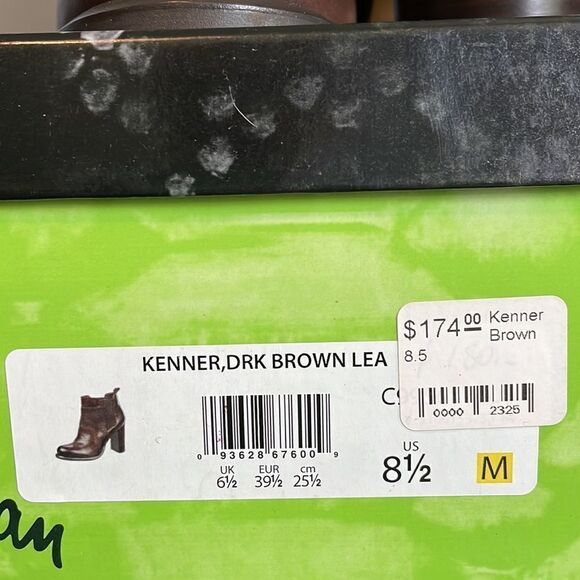 $174.00 Kenner
Brown
8.5
0000 2325
KENNER,DRK BROWN LEA
0 93628 67600 9
UK EUR cm
6½ 39½ 25½
US
8½ M